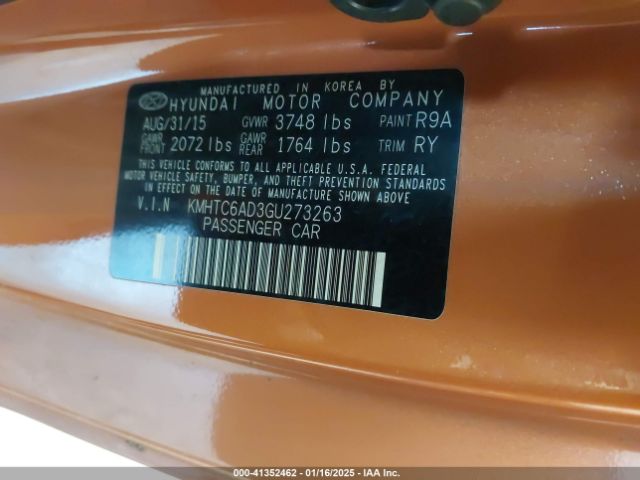 MANUFACTURED IN KOREA BY
HYUNDAI MOTOR COMPANY
AUG/31/15 GVWR 3748 lbs PAINT R9A
GAWR FRONT 2072 lbs GAWR REAR 1764 lbs TRIM RY
THIS VEHICLE CONFORMS TO ALL APPLICABLE U.S. FEDERAL
MOTOR VEHICLE SAFETY, BUMPER, AND THEFT PREVENTION STANDARDS
IN EFFECT ON THE DATE OF MANUFACTURE SHOWN ABOVE
V.I.N KMHTC6AD3GU273263
PASSENGER CAR
000-41352462 - 01/16/2025 - IAA Inc.